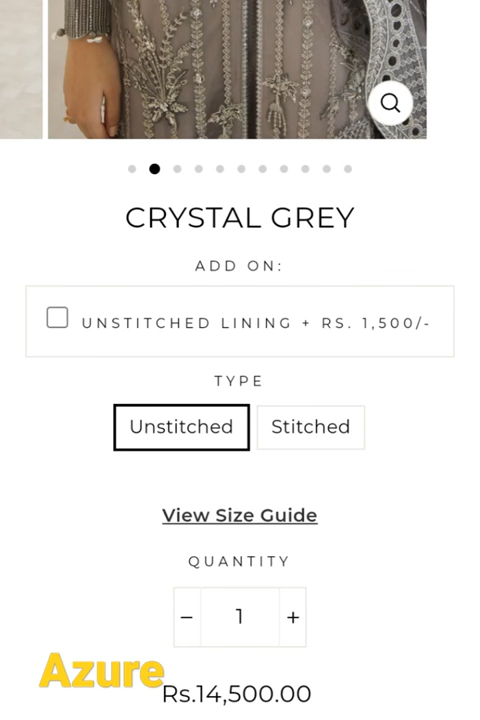 CRYSTAL GREY
ADD ON:
UNSTITCHED LINING + RS. 1,500/-
TYPE
Unstitched Stitched
View Size Guide
QUANTITY
− 1 +
Azure
Rs.14,500.00